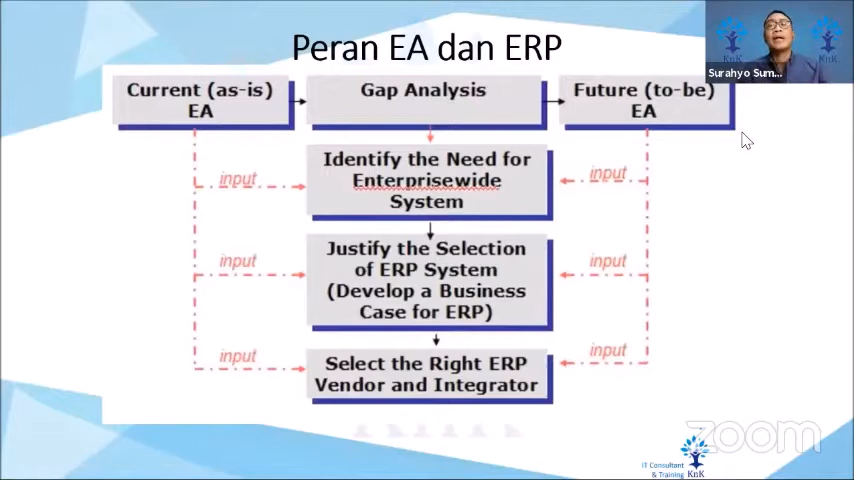 Peran EA dan ERP
KnK
KnK
Surahyo Sum...
Current (as-is)
EA
Gap Analysis
Future (to-be)
EA
Identify the Need for
Enterprisewide
System
input
input
Justify the Selection
of ERP System
(Develop a Business
Case for ERP)
input
input
Select the Right ERP
Vendor and Integrator
input
input
zoom
IT Consultant
& Training
KnK